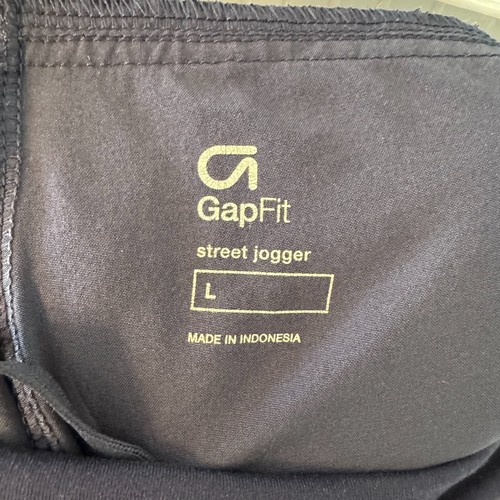 GapFit
street jogger
L
MADE IN INDONESIA